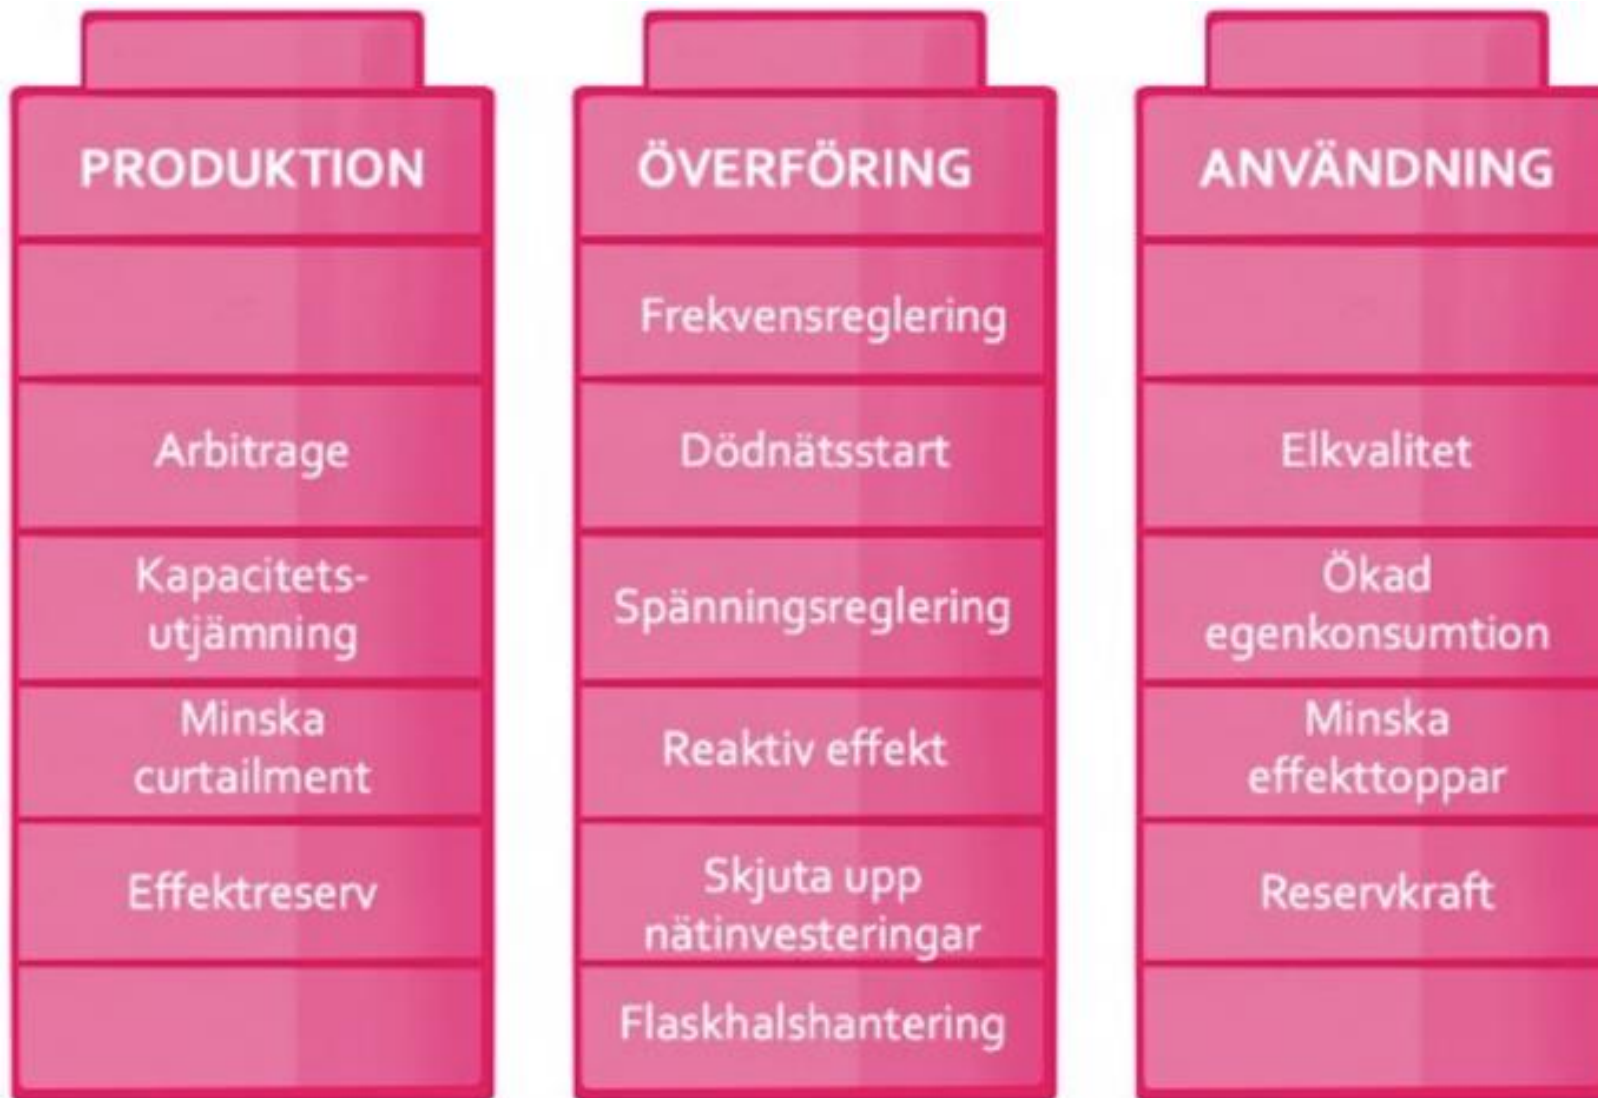 PRODUKTION
Arbitrage
Kapacitets-
utjämning
Minska
curtailment
Effektreserv
ÖVERFÖRING
Frekvensreglering
Dödnätsstart
Spänningsreglering
Reaktiv effekt
Skjuta upp
nätinvesteringar
Flaskhalshantering
ANVÄNDNING
Elkvalitet
Ökad
egenkonsumtion
Minska
effekttoppar
Reservkraft